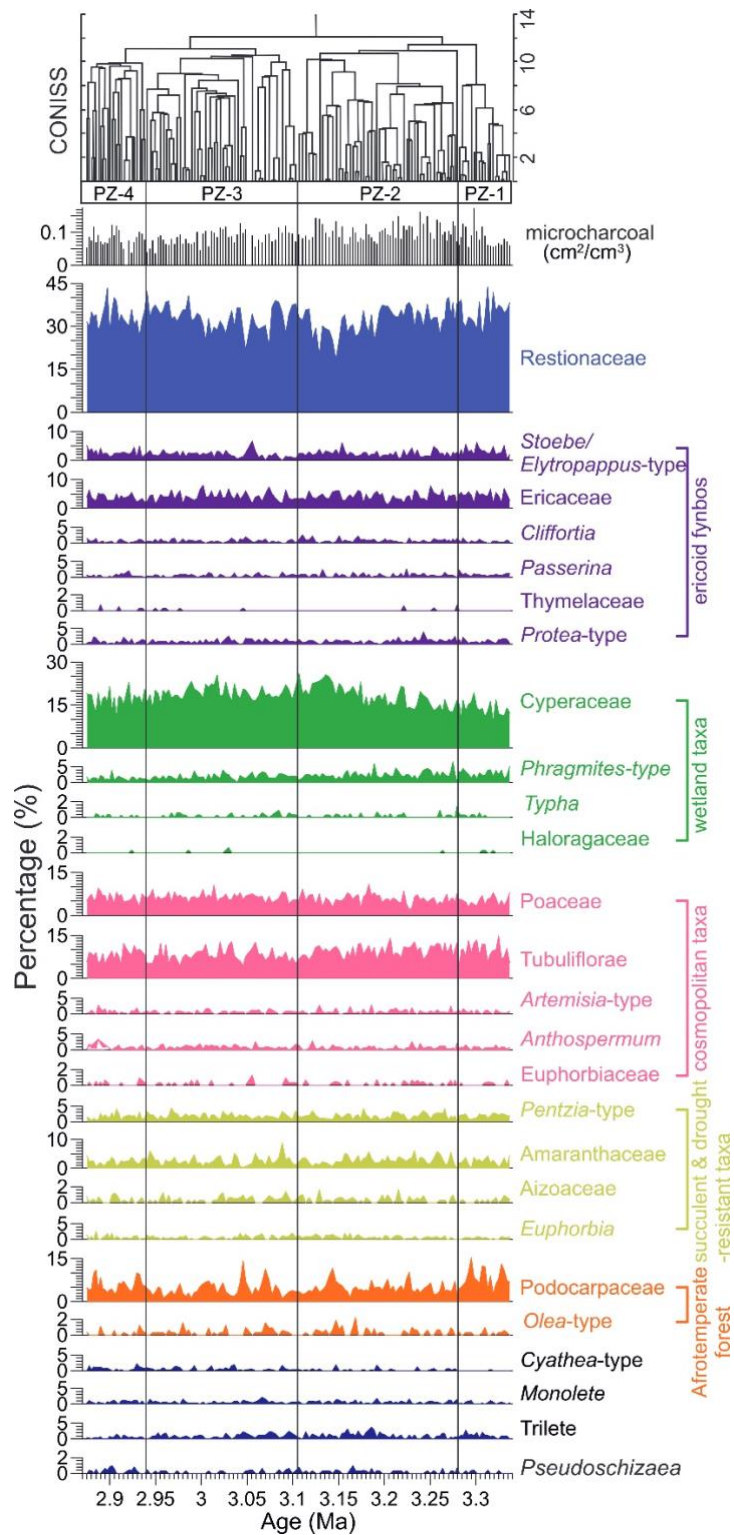 CONISS
14
10
6
2
PZ-4
PZ-3
PZ-2
PZ-1
0.1
0
microcharcoal
(cm²/cm³)
45
30
15
0
Restionaceae
10
0
Stoebe/
Elytropappus-type
10
0
Ericaceae
5
0
Cliffortia
5
0
Passerina
2
0
Thymelaceae
5
0
Protea-type
ericoid fynbos
30
15
0
Cyperaceae
5
0
Phragmites-type
2
0
Typha
2
0
Haloragaceae
wetland taxa
Percentage (%)
15
0
Poaceae
15
0
Tubuliflorae
5
0
Artemisia-type
5
0
Anthospermum
2
0
Euphorbiaceae
cosmopolitan taxa
5
0
Pentzia-type
10
0
Amaranthaceae
2
0
Aizoaceae
5
0
Euphorbia
succulent & drought
-resistant taxa
15
0
Podocarpaceae
2
0
Olea-type
Afrotemperate
forest
5
0
Cyathea-type
5
0
Monolete
5
0
Trilete
2
0
Pseudoschizaea
2.9 2.95 3 3.05 3.1 3.15 3.2 3.25 3.3
Age (Ma)